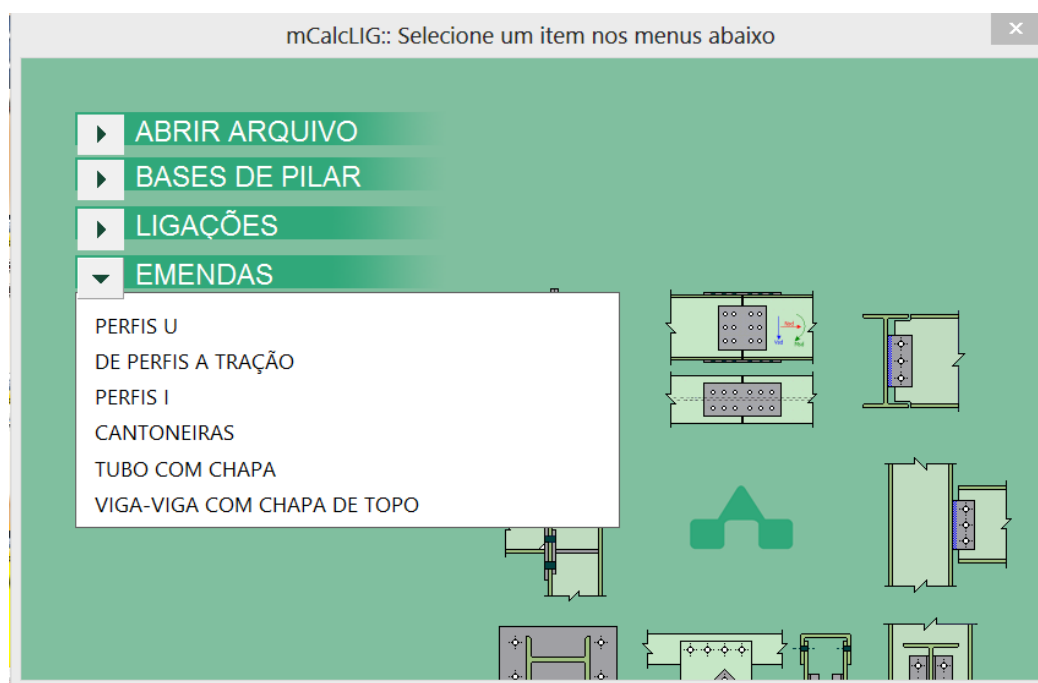 mCalcLIG:: Selecione um item nos menus abaixo
ABRIR ARQUIVO
BASES DE PILAR
LIGAÇÕES
EMENDAS
PERFIS U
DE PERFIS A TRAÇÃO
PERFIS I
CANTONEIRAS
TUBO COM CHAPA
VIGA-VIGA COM CHAPA DE TOPO